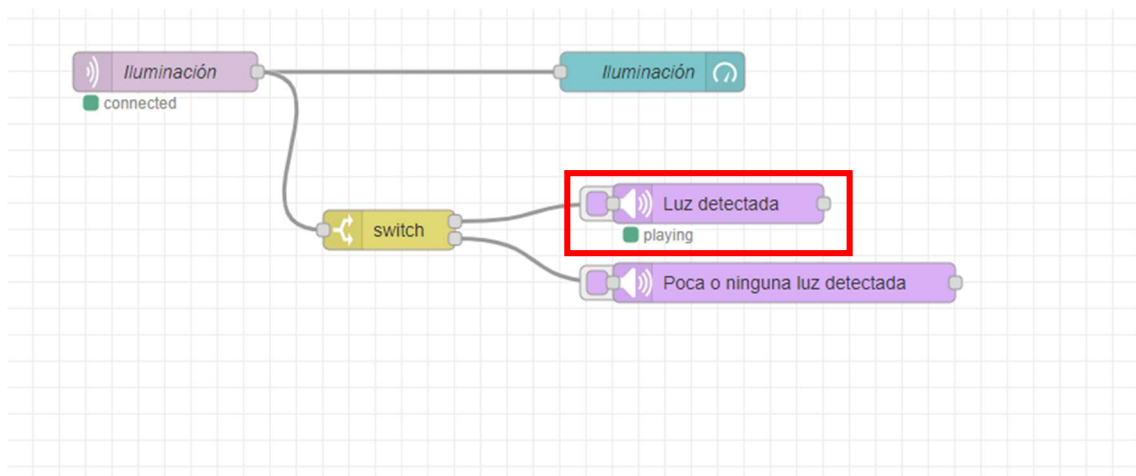 Iluminación
Iluminación
connected
Luz detectada
switch
playing
Poca o ninguna luz detectada